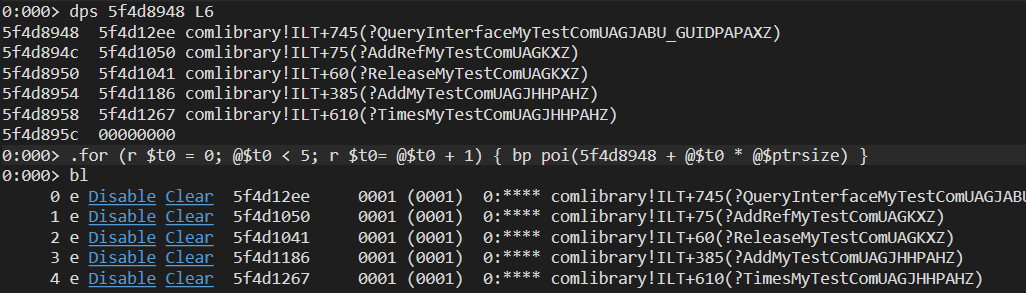 0:000> dps 5f4d8948 L6
5f4d8948  5f4d12ee comlibrary!ILT+745(?QueryInterfaceMyTestComUAGJABU_GUIDPAPAXZ)
5f4d894c  5f4d1050 comlibrary!ILT+75(?AddRefMyTestComUAGKXZ)
5f4d8950  5f4d1041 comlibrary!ILT+60(?ReleaseMyTestComUAGKXZ)
5f4d8954  5f4d1186 comlibrary!ILT+385(?AddMyTestComUAGJHHPAHZ)
5f4d8958  5f4d1267 comlibrary!ILT+610(?TimesMyTestComUAGJHHPAHZ)
5f4d895c  00000000
0:000> .for (r $t0 = 0; @$t0 < 5; r $t0= @$t0 + 1) { bp poi(5f4d8948 + @$t0 * @$ptrsize) }
0:000> bl
0 e Disable Clear  5f4d12ee     0001 (0001)  0:**** comlibrary!ILT+745(?QueryInterfaceMyTestComUAGJABU
1 e Disable Clear  5f4d1050     0001 (0001)  0:**** comlibrary!ILT+75(?AddRefMyTestComUAGKXZ)
2 e Disable Clear  5f4d1041     0001 (0001)  0:**** comlibrary!ILT+60(?ReleaseMyTestComUAGKXZ)
3 e Disable Clear  5f4d1186     0001 (0001)  0:**** comlibrary!ILT+385(?AddMyTestComUAGJHHPAHZ)
4 e Disable Clear  5f4d1267     0001 (0001)  0:**** comlibrary!ILT+610(?TimesMyTestComUAGJHHPAHZ)